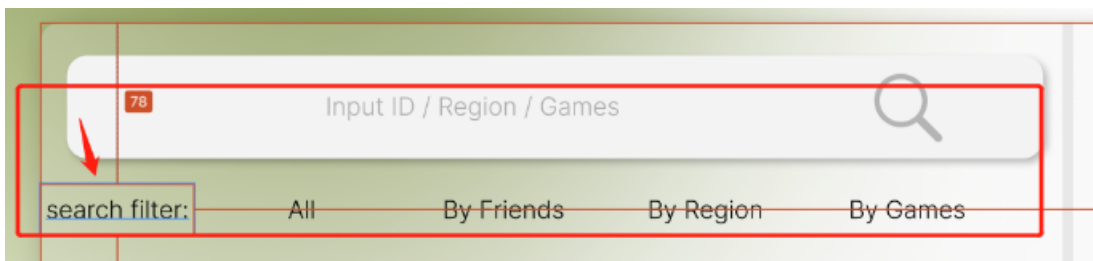 78
Input ID / Region / Games
search filter: All By Friends By Region By Games